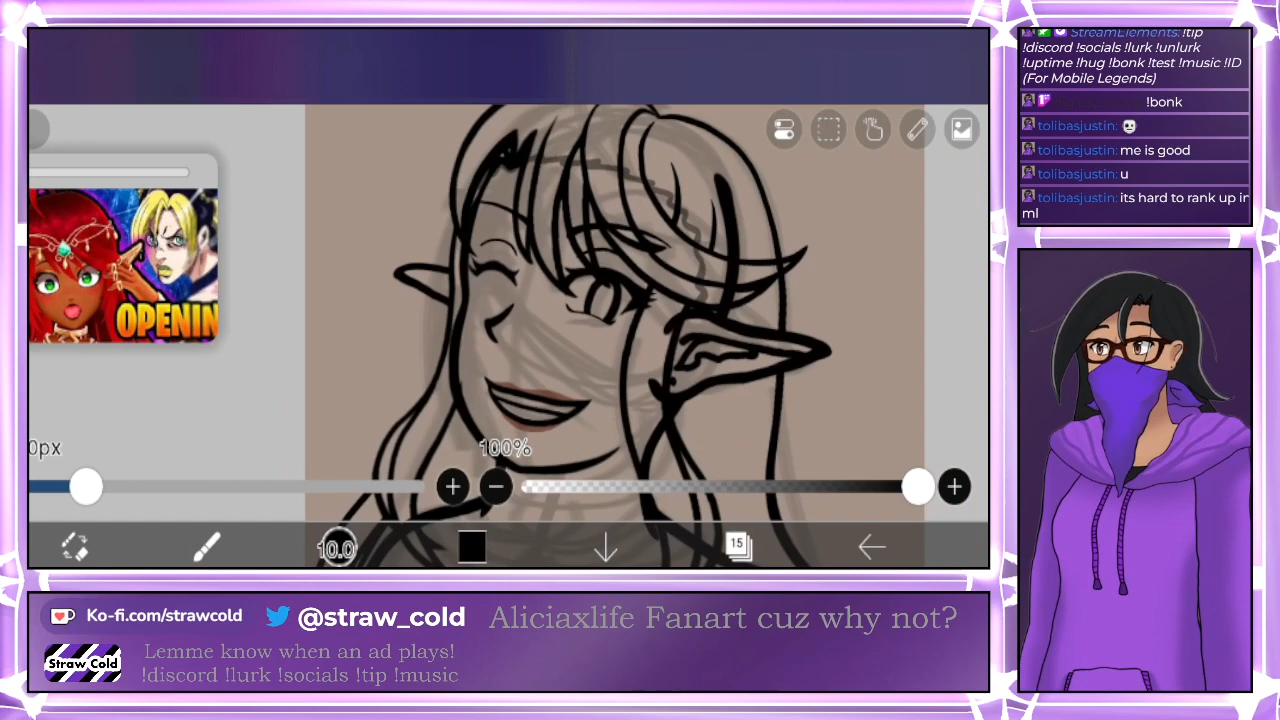 StreamElements: !tip
!discord !socials !lurk !unlurk
!uptime !hug !bonk !test !music !ID
(For Mobile Legends)
!bonk
tolibasjustin:
tolibasjustin: me is good
tolibasjustin: u
tolibasjustin: its hard to rank up in
ml
OPENIN
0px
100%
10.0
15
Ko-fi.com/strawcold
@straw_cold
Aliciaxlife Fanart cuz why not?
Straw Cold
Lemme know when an ad plays!
!discord !lurk !socials !tip !music